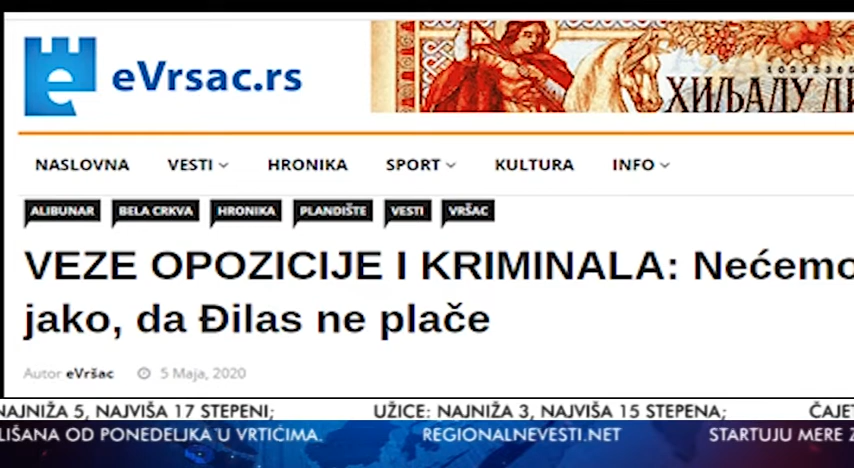 eVrsac.rs
ХИЉАДУ
NASLOVNA VESTI HRONIKA SPORT KULTURA INFO
ALIBUNAR BELA CRKVA HRONIKA PLANDIŠTE VESTI VRŠAC
VEZE OPOZICIJE I KRIMINALA: Nećemo
jako, da Đilas ne plače
Autor eVršac 5 Maja, 2020
NAJNIŽA 5, NAJVIŠA 17 STEPENI; UŽICE: NAJNIŽA 3, NAJVIŠA 15 STEPENA; ČAJET
LIŠANA OD PONEDELJKA U VRTIĆIMA. REGIONALNEVESTI.NET STARTUJU MERE Z